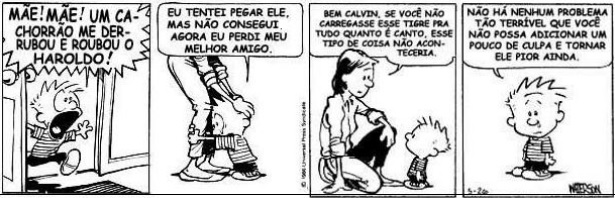 MÃE! MÃE! UM CA-
CHORRÃO ME DER-
RUBOU E ROUBOU O
HAROLDO!
EU TENTEI PEGAR ELE,
MAS NÃO CONSEGUI
AGORA EU PERDI MEU
MELHOR AMIGO.
BEM CALVIN, SE VOCÊ NÃO
CARREGASSE ESSE TIGRE PRA
TUDO QUANTO É CANTO, ESSE
TIPO DE COISA NÃO ACON-
TECERIA.
NÃO HÁ NENHUM PROBLEMA
TÃO TERRÍVEL QUE VOCÊ
NÃO POSSA ADICIONAR UM
POUCO DE CULPA E TORNAR
ELE PIOR AINDA.
© 1986 Universal Press Syndicate
5-20
WATTERSON